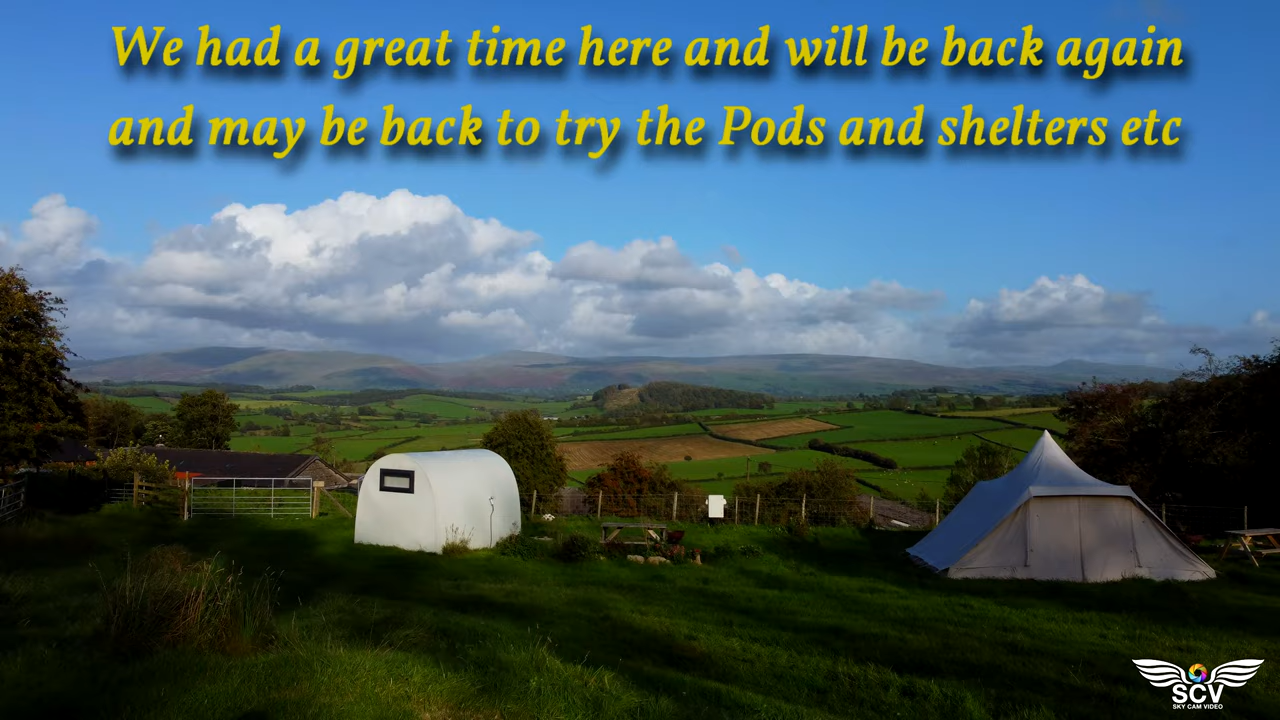 We had a great time here and will be back again
and may be back to try the Pods and shelters etc
SCV
SKY CAM VIDEO